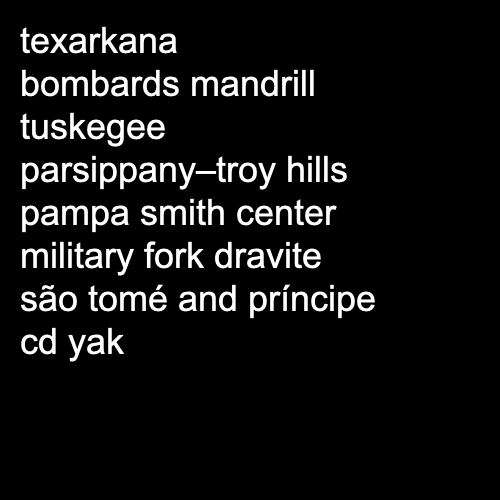 texarkana
bombards mandrill
tuskegee
parsippany–troy hills
pampa smith center
military fork dravite
são tomé and príncipe
cd yak